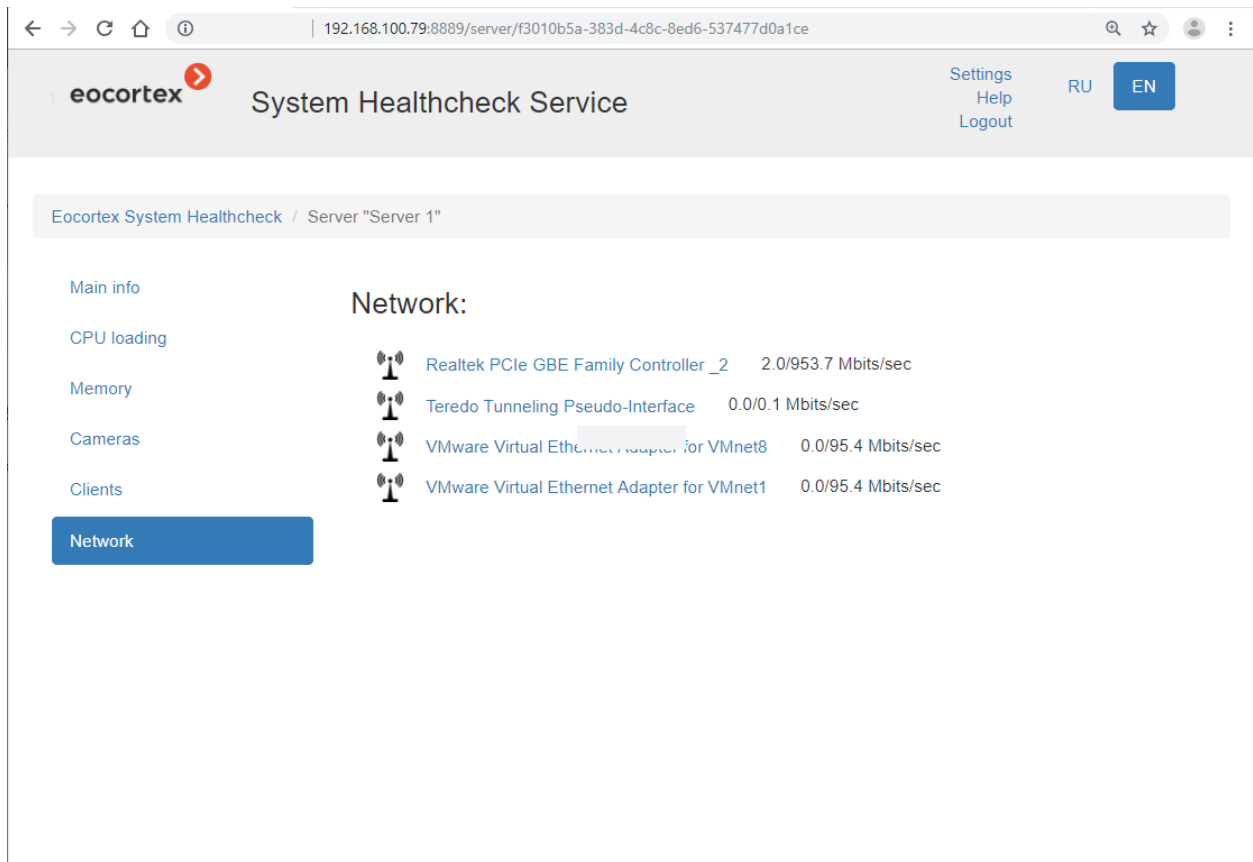 192.168.100.79:8889/server/f3010b5a-383d-4c8c-8ed6-537477d0a1ce
eocortex
System Healthcheck Service
Settings
Help
Logout
RU
EN
Eocortex System Healthcheck / Server "Server 1"
Main info
CPU loading
Memory
Cameras
Clients
Network
Network:
Realtek PCIe GBE Family Controller _2 2.0/953.7 Mbits/sec
Teredo Tunneling Pseudo-Interface 0.0/0.1 Mbits/sec
VMware Virtual Ethernet Adapter for VMnet8 0.0/95.4 Mbits/sec
VMware Virtual Ethernet Adapter for VMnet1 0.0/95.4 Mbits/sec